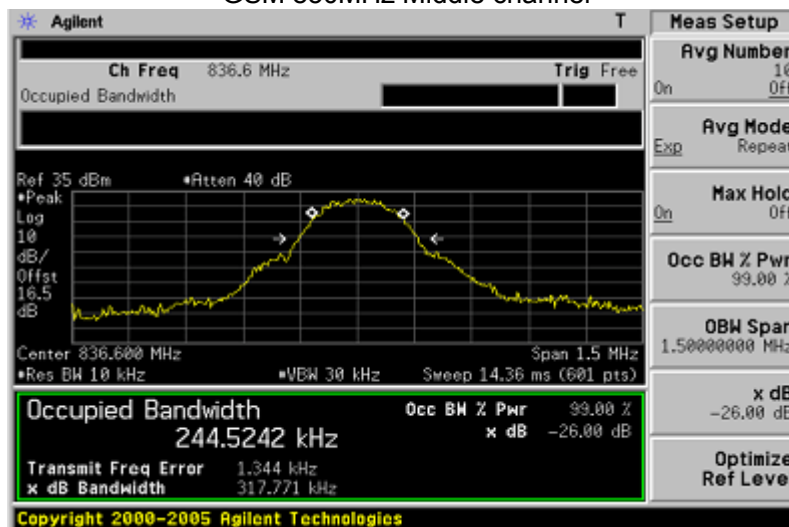 GSM 850MHz Middle channel
Agilent T Meas Setup
Ch Freq 836.6 MHz Trig Free
Occupied Bandwidth
Avg Number
10
On Off
Avg Mode
Exp Repeat
Max Hold
On Off
Occ BW % Pwr
99.00 %
OBW Span
1.50000000 MHz
x dB
-26.00 dB
Optimize
Ref Level
Ref 35 dBm #Atten 40 dB
#Peak
Log
10
dB/
Offst
16.5
dB
Center 836.600 MHz Span 1.5 MHz
#Res BW 10 kHz #VBW 30 kHz Sweep 14.36 ms (601 pts)
Occupied Bandwidth Occ BW % Pwr 99.00 %
244.5242 kHz x dB -26.00 dB
Transmit Freq Error 1.344 kHz
x dB Bandwidth 317.771 kHz
Copyright 2000-2005 Agilent Technologies